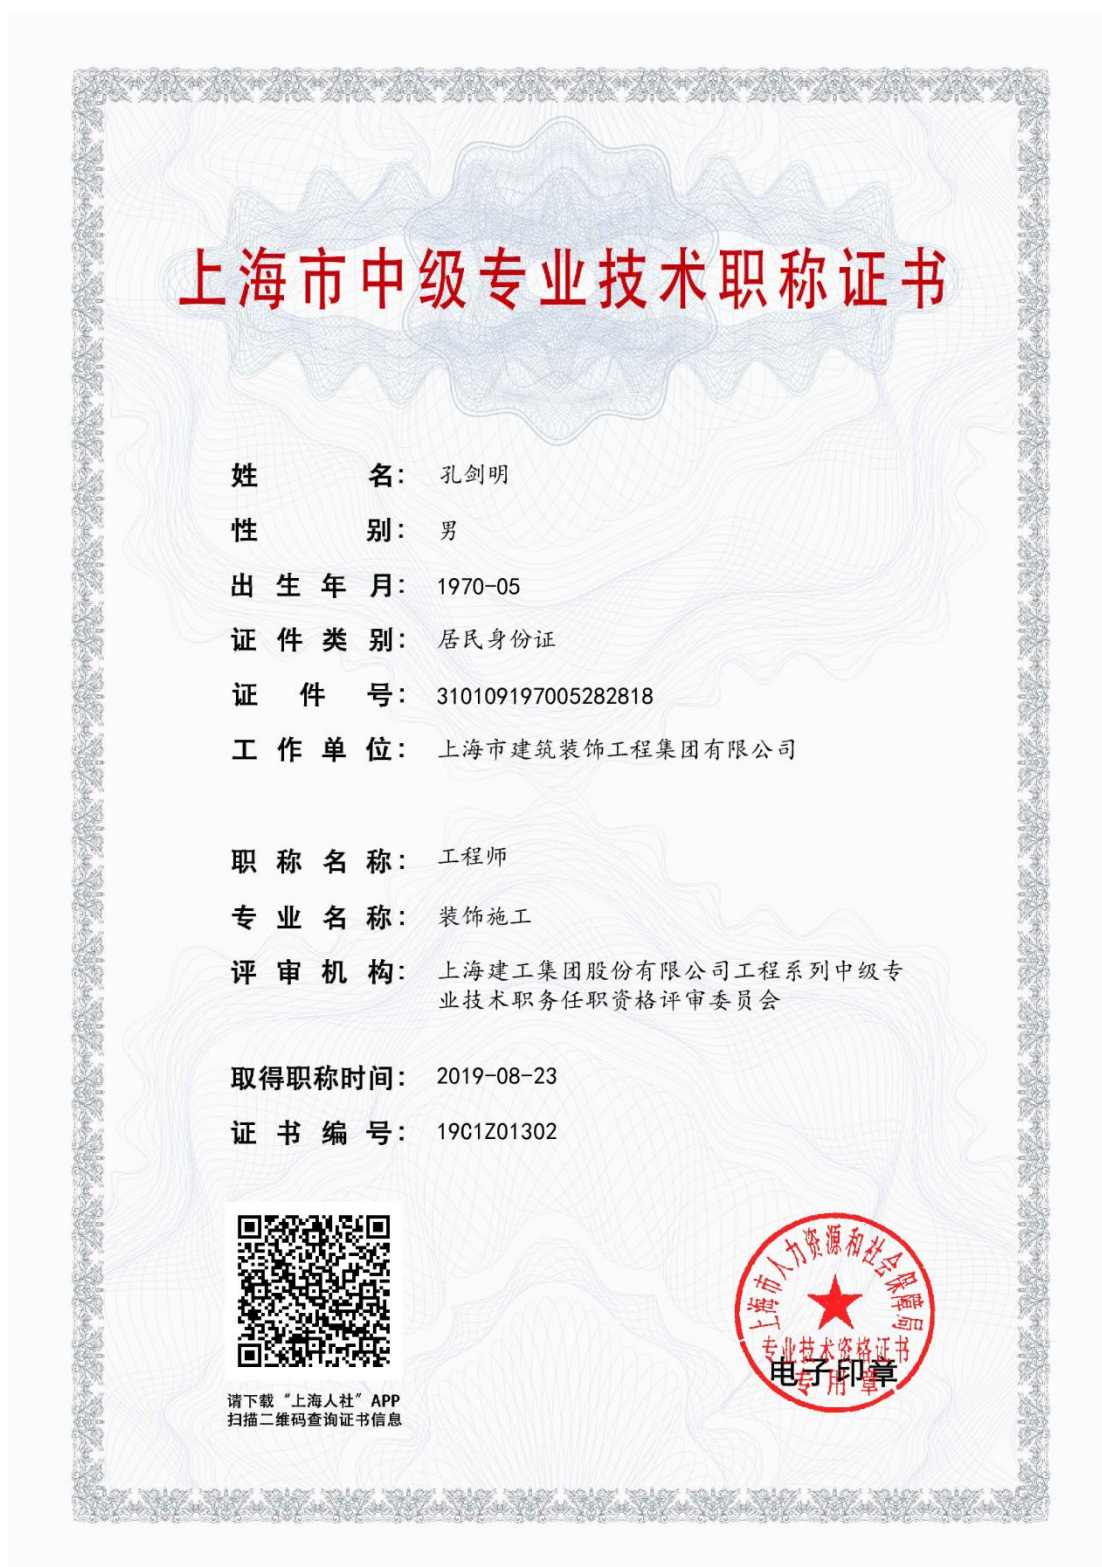 上海市中级专业技术职称证书
姓名：孔剑明
性别：男
出生年月：1970-05
证件类别：居民身份证
证件号：310109197005282818
工作单位：上海市建筑装饰工程集团有限公司
职称名称：工程师
专业名称：装饰施工
评审机构：上海建工集团股份有限公司工程系列中级专
业技术职务任职资格评审委员会
取得职称时间：2019-08-23
证书编号：19C1Z01302
请下载“上海人社”APP
扫描二维码查询证书信息
上海市人力资源和社会保障局
专业技术资格证书
专用章
电子印章